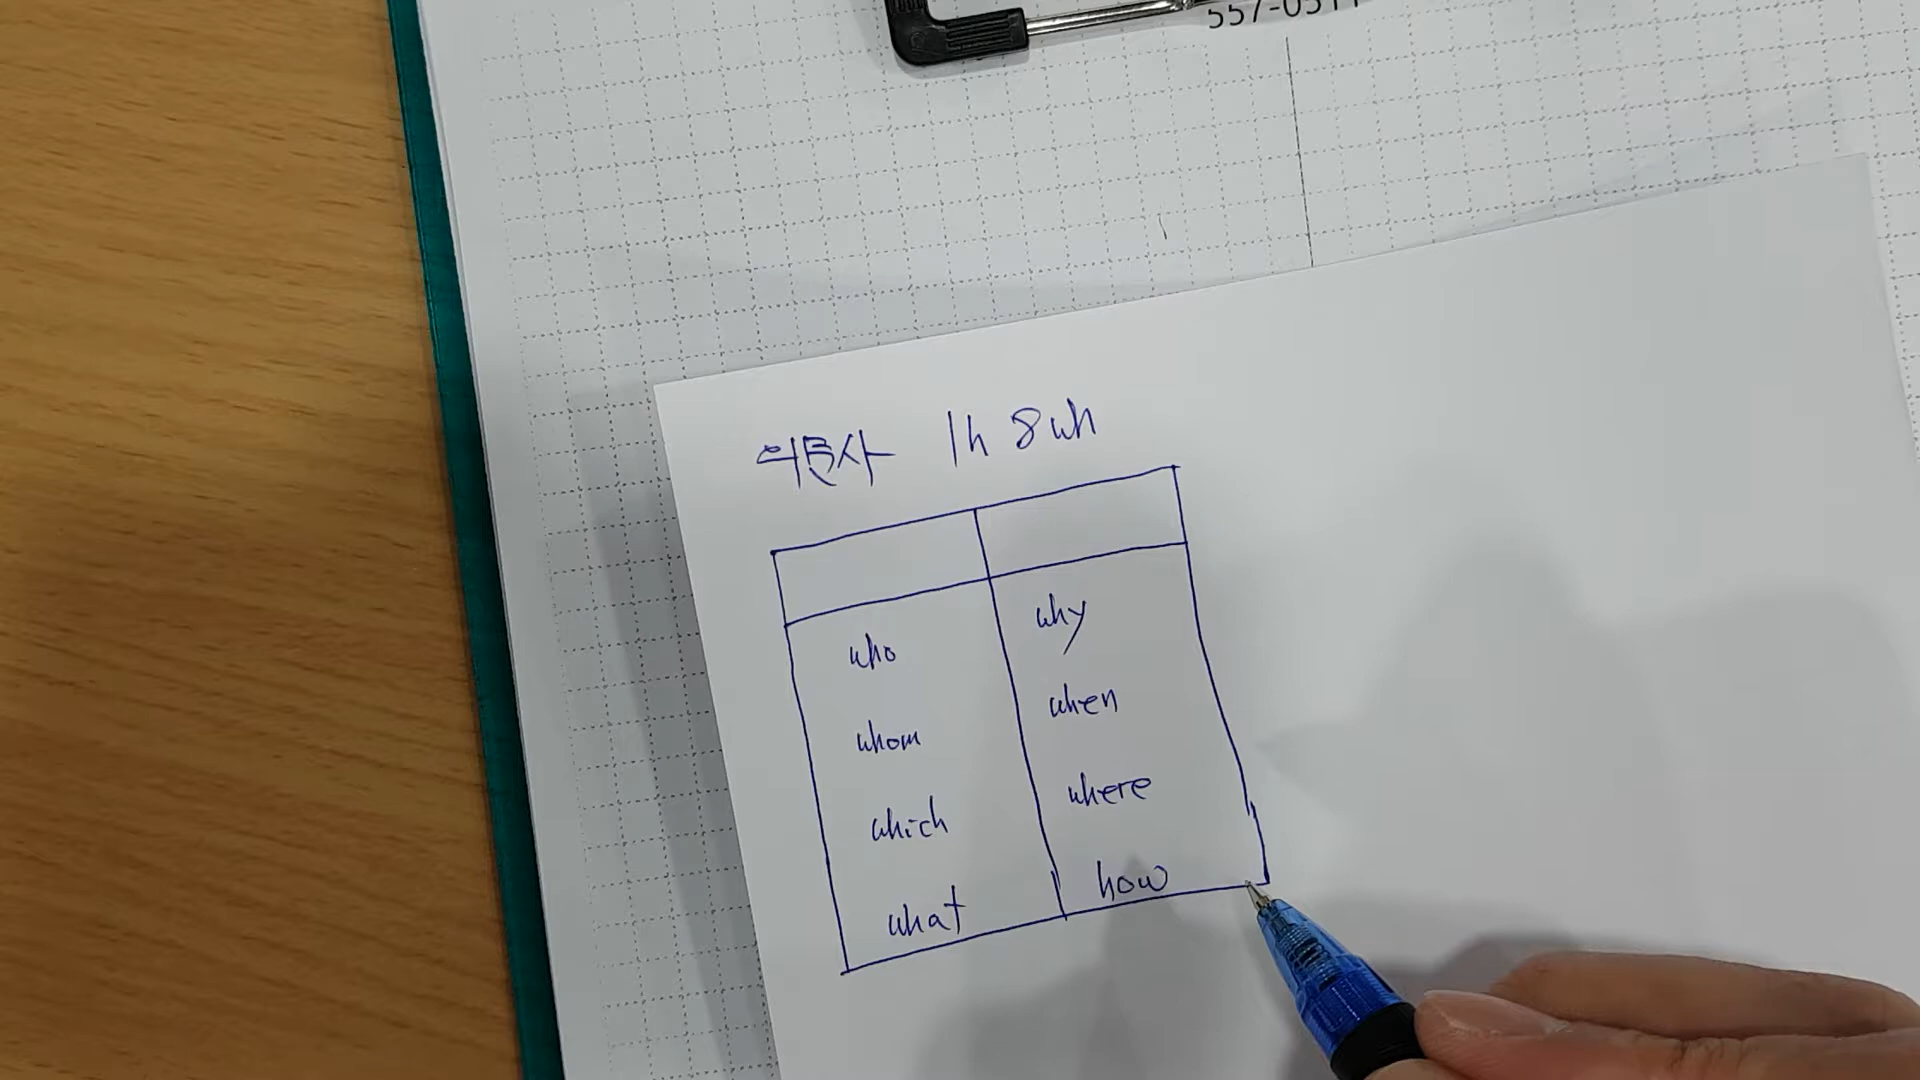 의문사 1h 8wh
who why
whom when
which where
what how